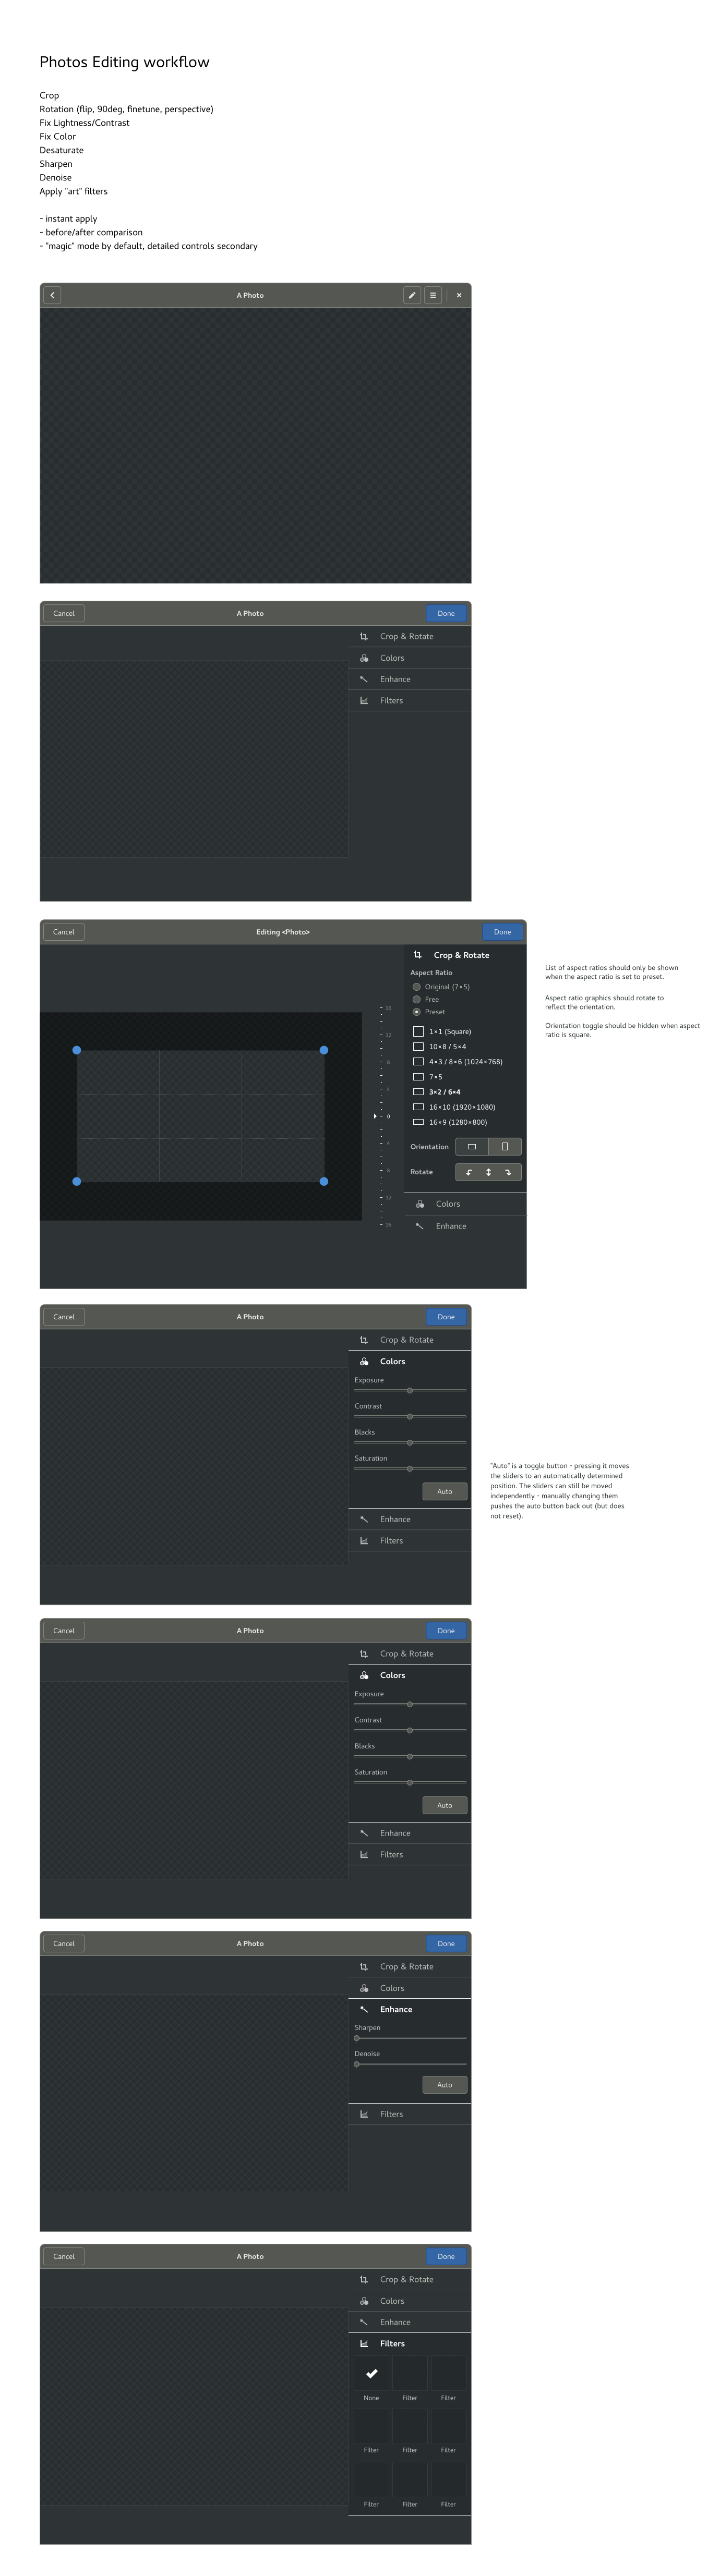 Photos Editing workflow
Crop
Rotation (flip, 90deg, finetune, perspective)
Fix Lightness/Contrast
Fix Color
Desaturate
Sharpen
Denoise
Apply "art" filters
- instant apply
- before/after comparison
- "magic" mode by default, detailed controls secondary
A Photo
Cancel
A Photo
Done
Crop & Rotate
Colors
Enhance
Filters
Cancel
Editing <Photo>
Done
Crop & Rotate
Aspect Ratio
Original (7×5)
Free
Preset
1×1 (Square)
10×8 / 5×4
4×3 / 8×6 (1024×768)
7×5
3×2 / 6×4
16×10 (1920×1080)
16×9 (1280×800)
Orientation
Rotate
Colors
Enhance
16
12
8
4
0
4
8
12
16
List of aspect ratios should only be shown
when the aspect ratio is set to preset.
Aspect ratio graphics should rotate to
reflect the orientation.
Orientation toggle should be hidden when aspect
ratio is square.
Cancel
A Photo
Done
Crop & Rotate
Colors
Exposure
Contrast
Blacks
Saturation
Auto
Enhance
Filters
"Auto" is a toggle button - pressing it moves
the sliders to an automatically determined
position. The sliders can still be moved
independently - manually changing them
pushes the auto button back out (but does
not reset).
Cancel
A Photo
Done
Crop & Rotate
Colors
Exposure
Contrast
Blacks
Saturation
Auto
Enhance
Filters
Cancel
A Photo
Done
Crop & Rotate
Colors
Enhance
Sharpen
Denoise
Auto
Filters
Cancel
A Photo
Done
Crop & Rotate
Colors
Enhance
Filters
None Filter Filter
Filter Filter Filter
Filter Filter Filter